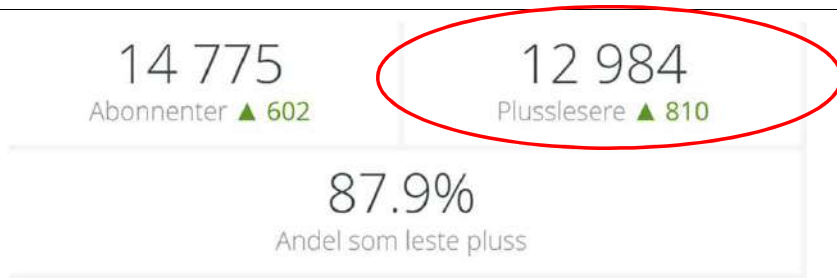 14 775
Abonnenter ▲ 602
12 984
Plusslesere ▲ 810
87.9%
Andel som leste pluss